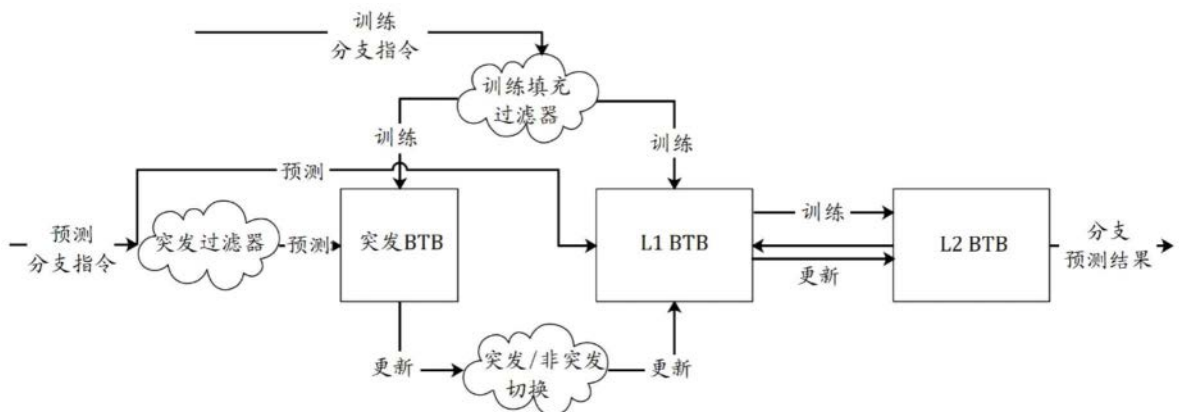 训练
分支指令
训练填充
过滤器
训练
训练
预测
预测
分支指令
突发过滤器
预测
突发BTB
L1 BTB
训练
更新
L2 BTB
分支
预测结果
更新
突发/非突发
切换
更新